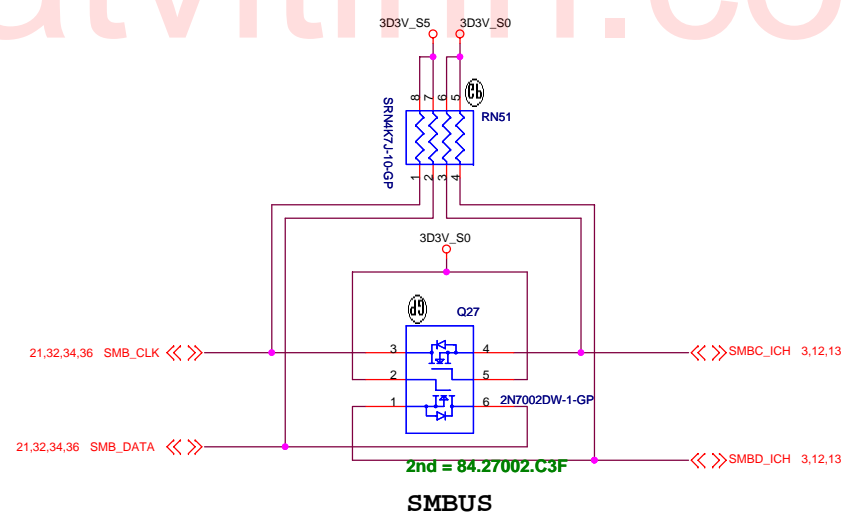 atvitinh.co
3D3V_S5
3D3V_S0
8 7 6 5
SRN4K7J-10-GP
RN51
1 2 3 4
3D3V_S0
Q27
21,32,34,36 SMB_CLK
3
4
SMBC_ICH 3,12,13
2
5
1
6
2N7002DW-1-GP
21,32,34,36 SMB_DATA
2nd = 84.27002.C3F
SMBD_ICH 3,12,13
SMBUS